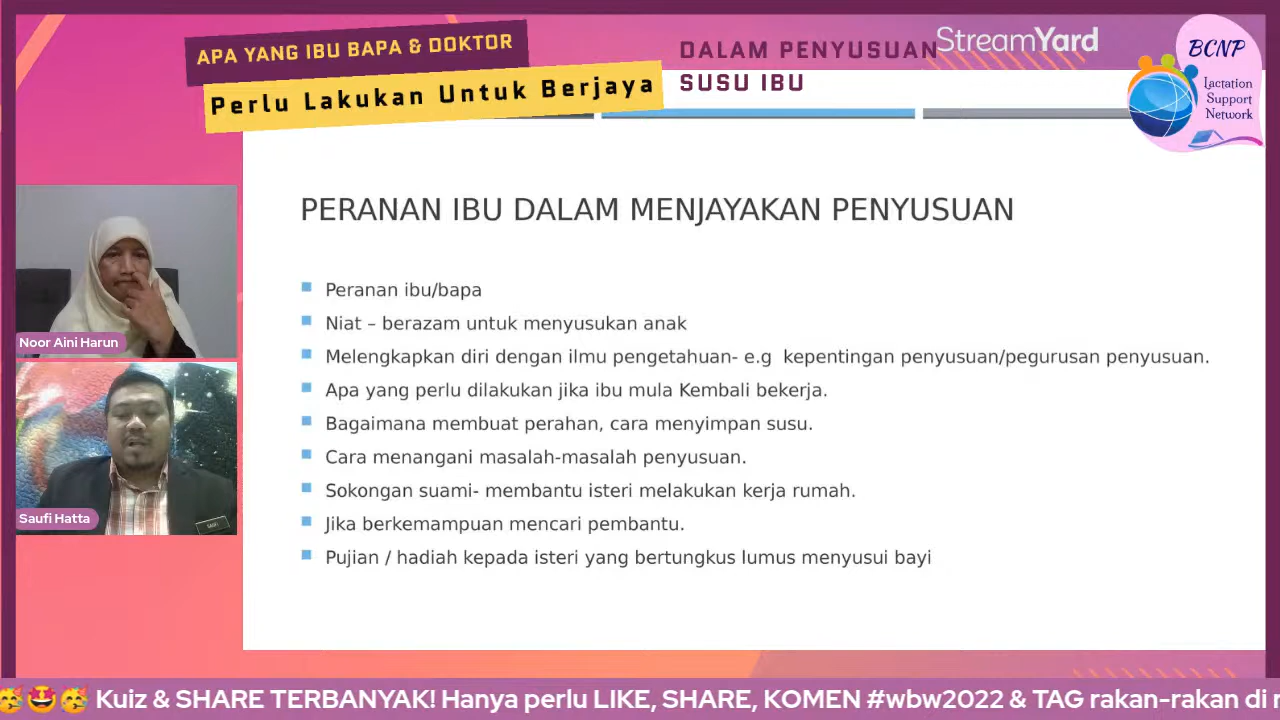 APA YANG IBU BAPA & DOKTOR
Perlu Lakukan Untuk Berjaya
DALAM PENYUSUAN
SUSU IBU
StreamYard
BCNP
Lactation
Support
Network
PERANAN IBU DALAM MENJAYAKAN PENYUSUAN
Peranan ibu/bapa
Niat – berazam untuk menyusukan anak
Melengkapkan diri dengan ilmu pengetahuan- e.g kepentingan penyusuan/pegurusan penyusuan.
Apa yang perlu dilakukan jika ibu mula Kembali bekerja.
Bagaimana membuat perahan, cara menyimpan susu.
Cara menangani masalah-masalah penyusuan.
Sokongan suami- membantu isteri melakukan kerja rumah.
Jika berkemampuan mencari pembantu.
Pujian / hadiah kepada isteri yang bertungkus lumus menyusui bayi
Noor Aini Harun
Saufi Hatta
SAUFI
Kuiz & SHARE TERBANYAK! Hanya perlu LIKE, SHARE, KOMEN #wbw2022 & TAG rakan-rakan di